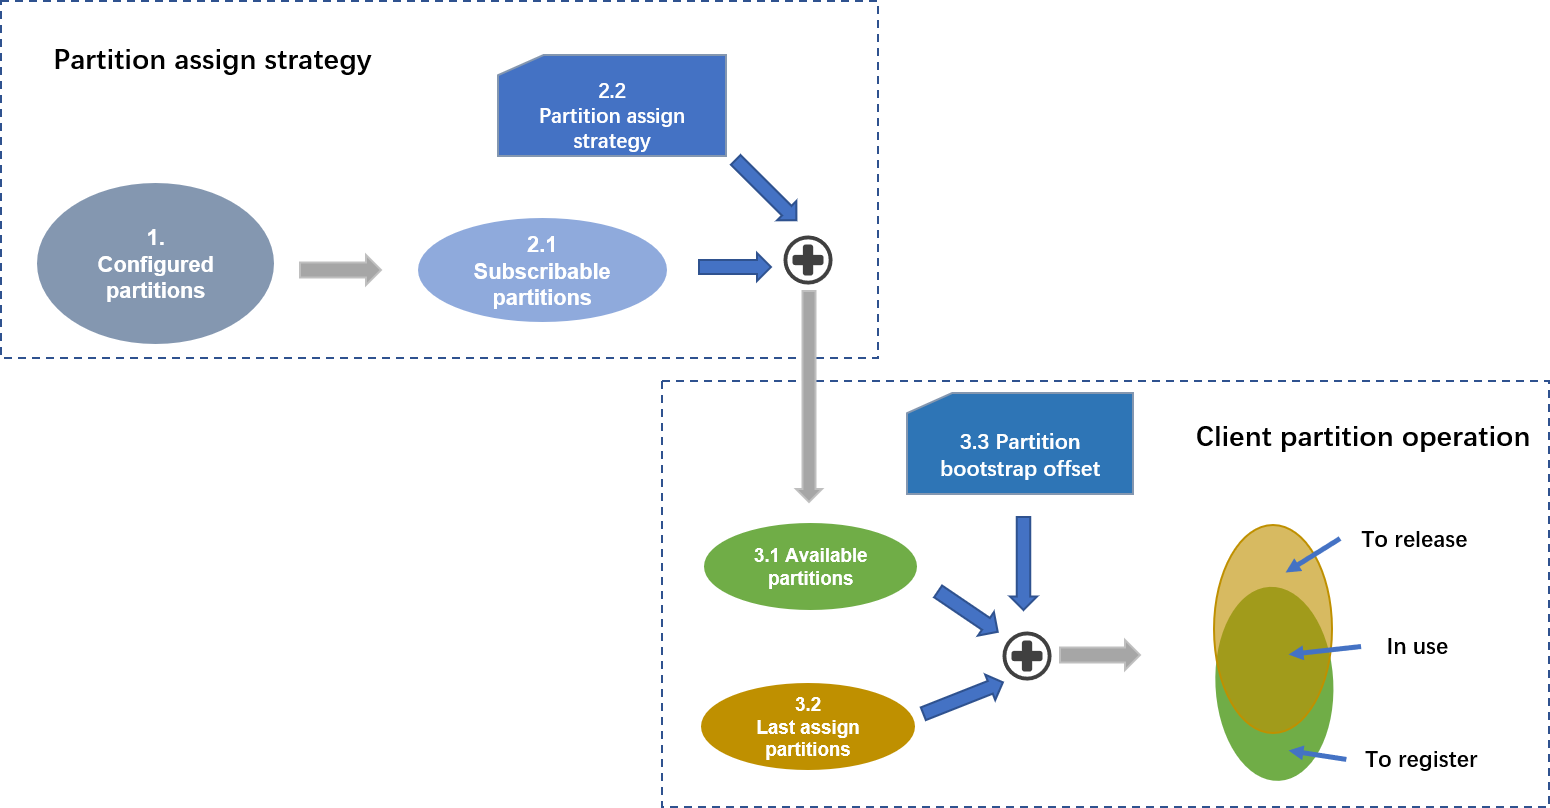 Partition assign strategy
2.2
Partition assign
strategy
1.
Configured
partitions
2.1
Subscribable
partitions
3.3 Partition
bootstrap offset
Client partition operation
3.1 Available
partitions
3.2
Last assign
partitions
To release
In use
To register